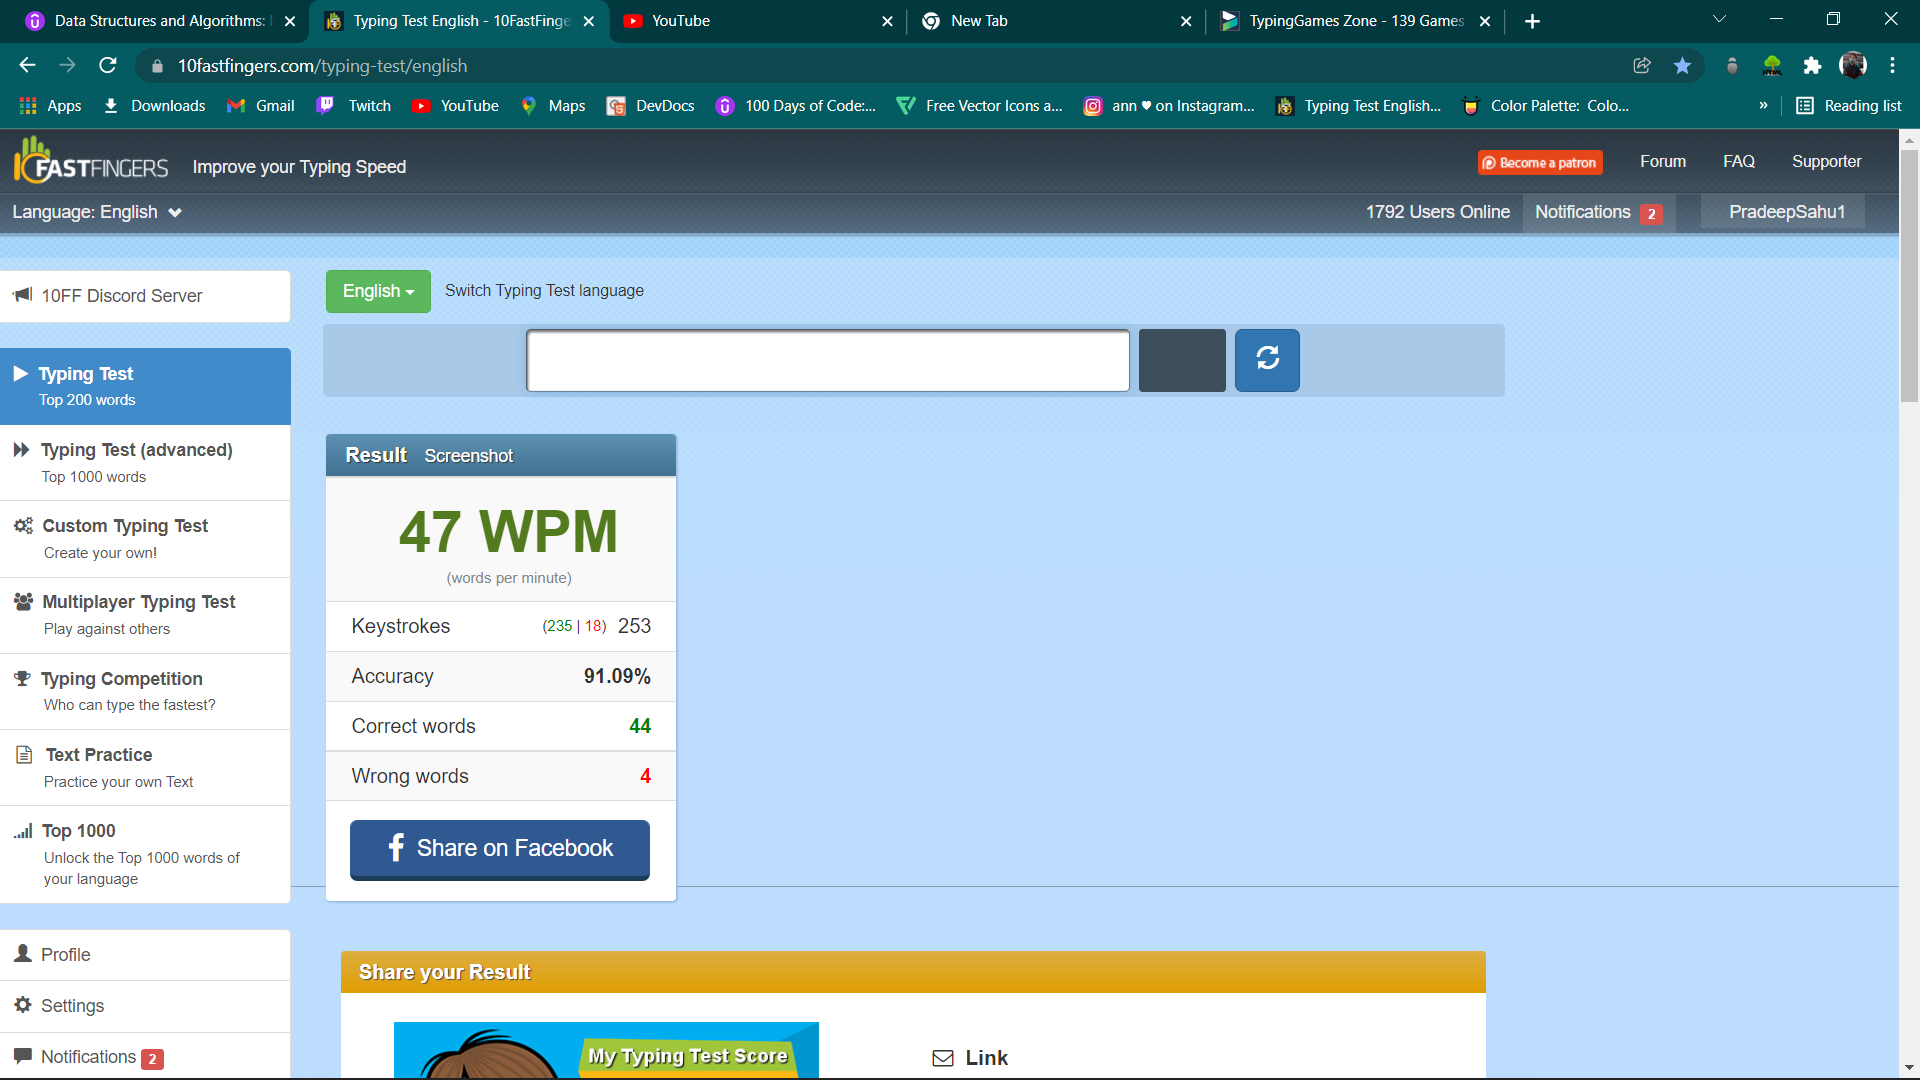 Data Structures and Algorithms:
Typing Test English - 10FastFinge
YouTube
New Tab
TypingGames Zone - 139 Games
10fastfingers.com/typing-test/english
Apps
Downloads
Gmail
Twitch
YouTube
Maps
DevDocs
100 Days of Code:...
Free Vector Icons a...
ann ♥ on Instagram...
Typing Test English...
Color Palette: Colo...
»
Reading list
10FASTFINGERS
Improve your Typing Speed
Become a patron
Forum
FAQ
Supporter
Language: English
1792 Users Online
Notifications 2
PradeepSahu1
10FF Discord Server
English
Switch Typing Test language
Typing Test
Top 200 words
Typing Test (advanced)
Top 1000 words
Custom Typing Test
Create your own!
Multiplayer Typing Test
Play against others
Typing Competition
Who can type the fastest?
Text Practice
Practice your own Text
Top 1000
Unlock the Top 1000 words of
your language
Profile
Settings
Notifications 2
Result Screenshot
47 WPM
(words per minute)
Keystrokes (235 | 18) 253
Accuracy 91.09%
Correct words 44
Wrong words 4
Share on Facebook
Share your Result
My Typing Test Score
Link